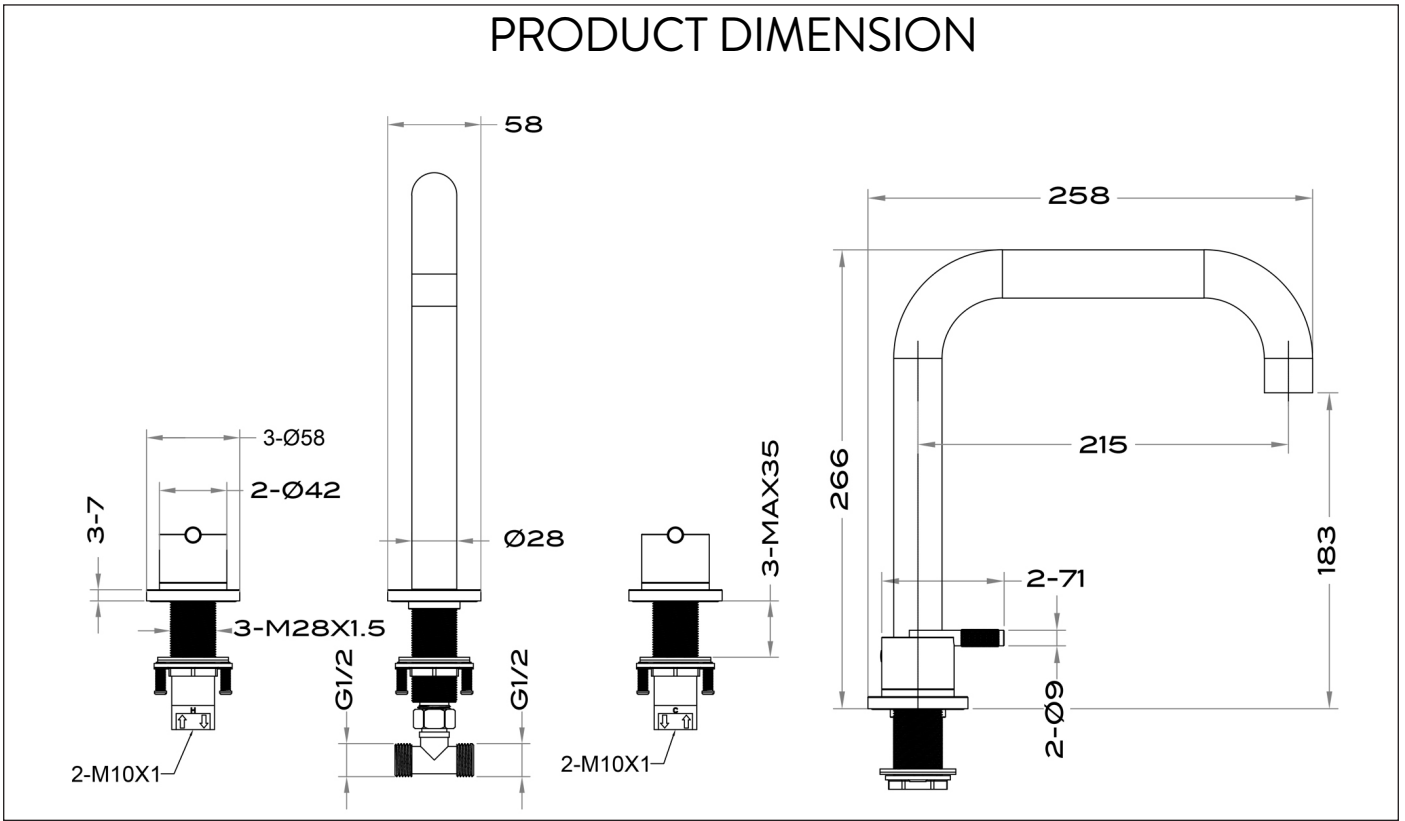 PRODUCT DIMENSION
58
258
3-Ø58
2-Ø42
3-7
Ø28
3-MAX35
266
215
183
2-71
3-M28X1.5
G1/2
G1/2
2-Ø9
H
C
2-M10X1
2-M10X1